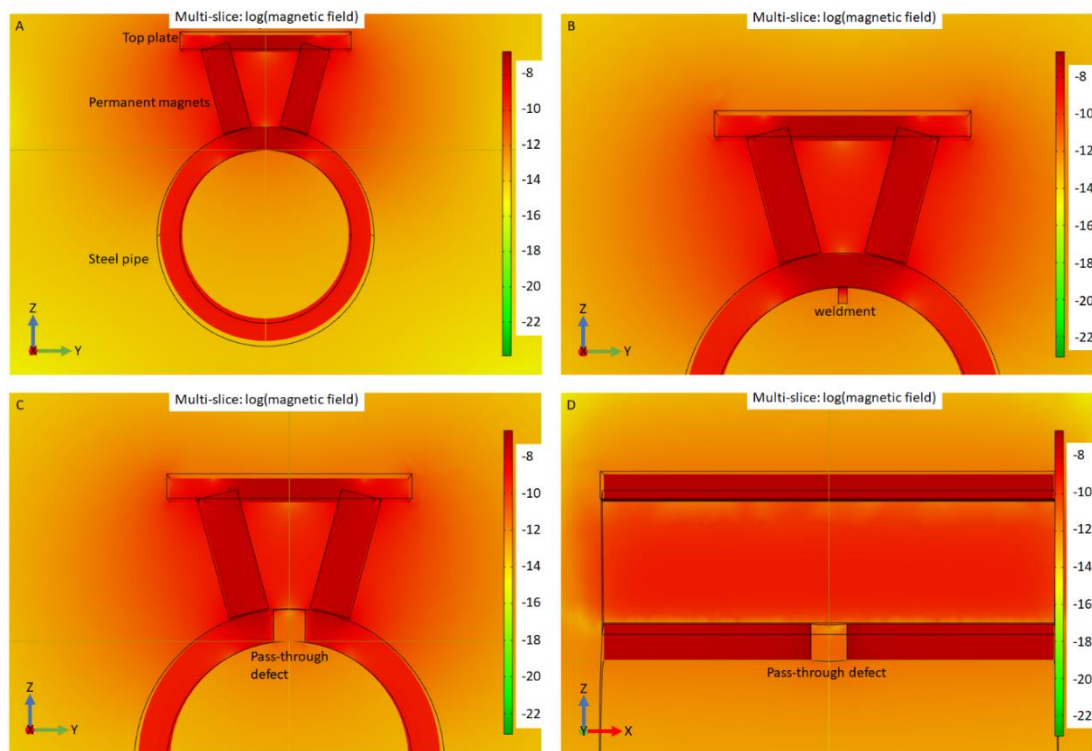 A
Multi-slice: log(magnetic field)
Top plate
Permanent magnets
Steel pipe
-8
-10
-12
-14
-16
-18
-20
-22
Z
X
Y
B
Multi-slice: log(magnetic field)
weldment
-8
-10
-12
-14
-16
-18
-20
-22
Z
X
Y
C
Multi-slice: log(magnetic field)
Pass-through
defect
-8
-10
-12
-14
-16
-18
-20
-22
Z
X
Y
D
Multi-slice: log(magnetic field)
Pass-through defect
-8
-10
-12
-14
-16
-18
-20
-22
Z
Y
X